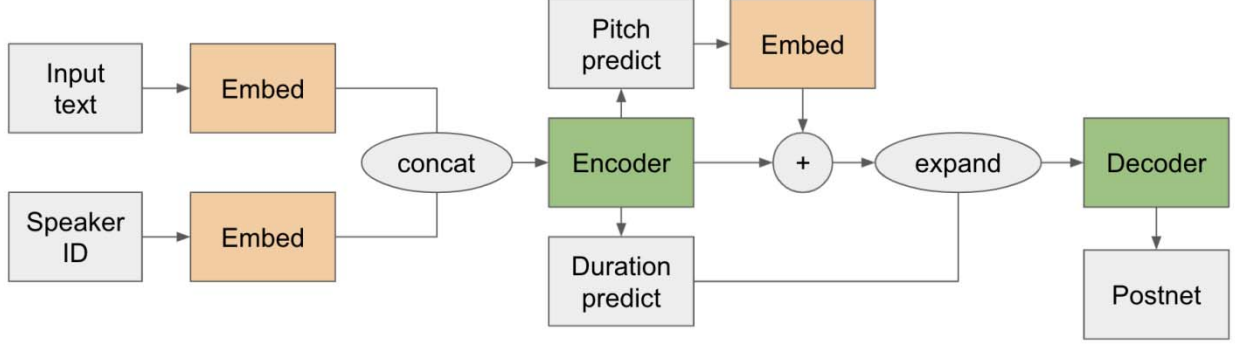 Input
text
Embed
Speaker
ID
Embed
concat
Pitch
predict
Embed
Encoder
+
expand
Decoder
Duration
predict
Postnet